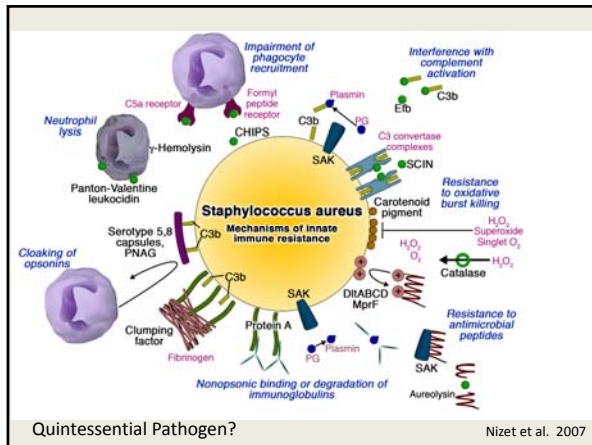 Impairment of
phagocyte
recruitment
Interference with
complement
activation
C5a receptor
Formyl
peptide
receptor
CHIPS
Plasmin
C3b
PG
SAK
Efb
C3b
C3 convertase
complexes
SCIN
Neutrophil
lysis
γ-Hemolysin
Panton-Valentine
leukocidin
Resistance
to oxidative
burst killing
Carotenoid
pigment
H2O2
Superoxide
Singlet O2
H2O2
O2
H2O2
Catalase
Staphylococcus aureus
Mechanisms of innate
immune resistance
Serotype 5,8
capsules,
PNAG
C3b
Cloaking of
opsonins
C3b
Clumping
factor
Fibrinogen
Protein A
SAK
PG
Plasmin
DltABCD
MprF
Resistance to
antimicrobial
peptides
SAK
Aureolysin
Nonopsonic binding or degradation of
immunoglobulins
Quintessential Pathogen?
Nizet et al. 2007